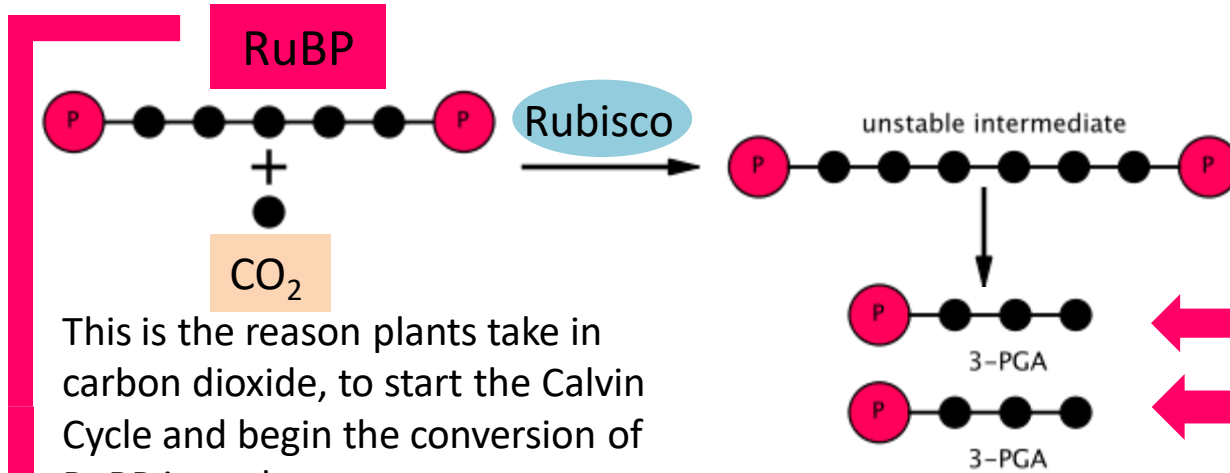 RuBP
P
P
+
CO₂
Rubisco
unstable intermediate
P
P
P
3-PGA
P
3-PGA
This is the reason plants take in
carbon dioxide, to start the Calvin
Cycle and begin the conversion of